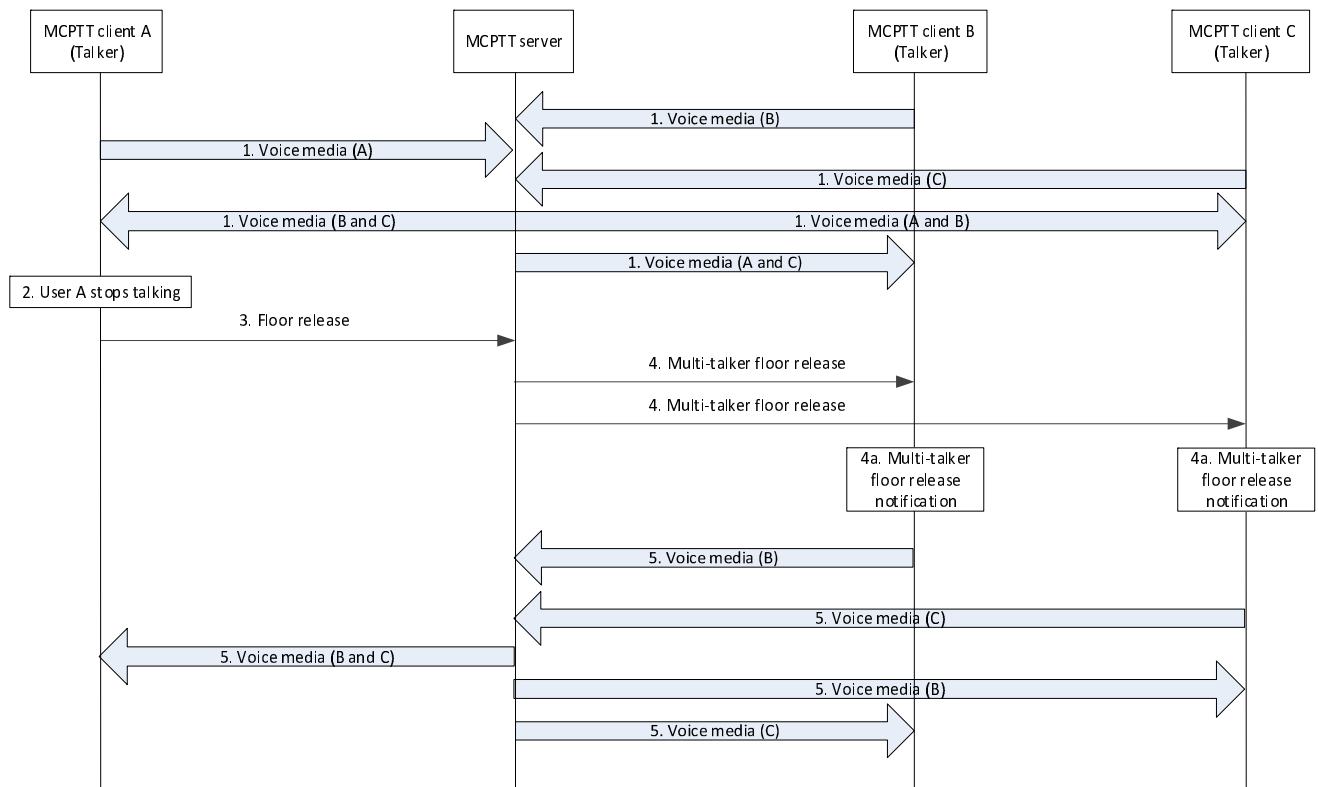 MCPTT client A
(Talker)
MCPTT server
MCPTT client B
(Talker)
MCPTT client C
(Talker)
1. Voice media (B)
1. Voice media (A)
1. Voice media (C)
1. Voice media (B and C)
1. Voice media (A and B)
1. Voice media (A and C)
2. User A stops talking
3. Floor release
4. Multi-talker floor release
4. Multi-talker floor release
4a. Multi-talker
floor release
notification
4a. Multi-talker
floor release
notification
5. Voice media (B)
5. Voice media (C)
5. Voice media (B and C)
5. Voice media (B)
5. Voice media (C)